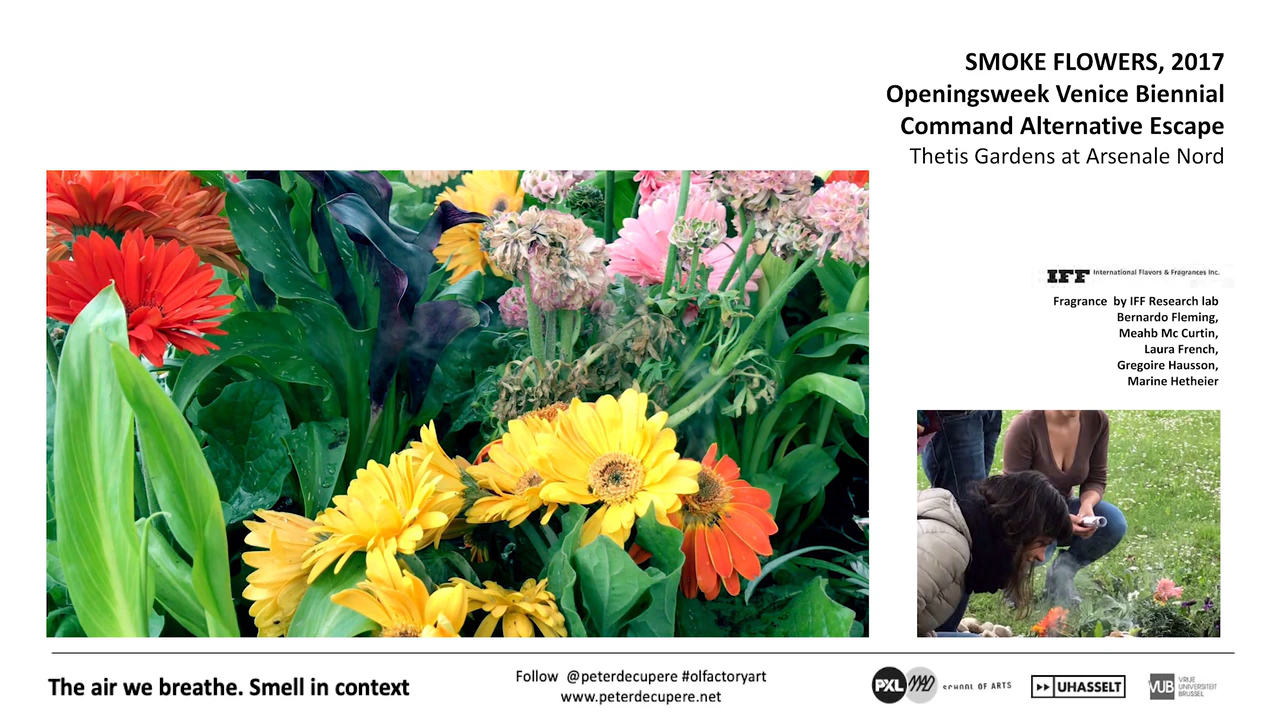 SMOKE FLOWERS, 2017
Openingsweek Venice Biennial
Command Alternative Escape
Thetis Gardens at Arsenale Nord
IFF International Flavors & Fragrances Inc.
Fragrance by IFF Research lab
Bernardo Fleming,
Meahb Mc Curtin,
Laura French,
Gregoire Hausson,
Marine Hetheier
The air we breathe. Smell in context
Follow @peterdecupere #olfactoryart
www.peterdecupere.net
PXL MAD SCHOOL OF ARTS
UHASSELT
VUB VRIJE
UNIVERSITEIT
BRUSSEL